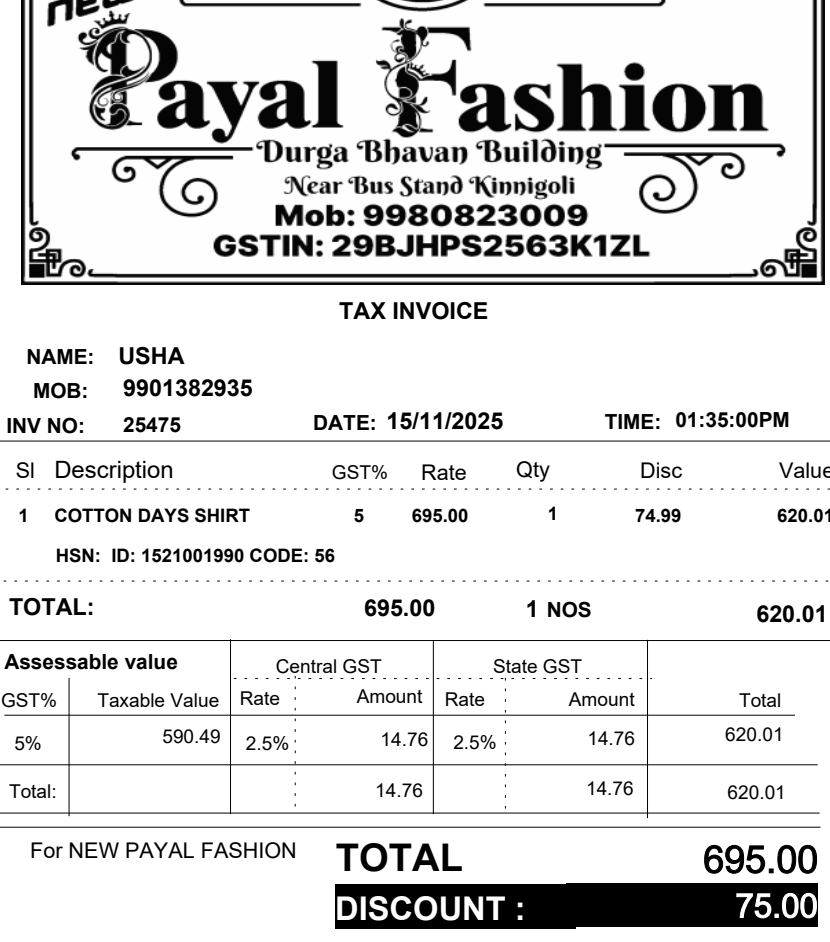 new
Payal Fashion
Durga Bhavan Building
Near Bus Stand Kinnigoli
Mob: 9980823009
GSTIN: 29BJHPS2563K1ZL
TAX INVOICE
NAME: USHA
MOB: 9901382935
INV NO: 25475 DATE: 15/11/2025 TIME: 01:35:00PM
Sl Description GST% Rate Qty Disc Value
1 COTTON DAYS SHIRT 5 695.00 1 74.99 620.01
HSN: ID: 1521001990 CODE: 56
TOTAL: 695.00 1 NOS 620.01
Assessable value Central GST State GST
GST% Taxable Value Rate Amount Rate Amount Total
5% 590.49 2.5% 14.76 2.5% 14.76 620.01
Total: 14.76 14.76 620.01
For NEW PAYAL FASHION TOTAL 695.00
DISCOUNT : 75.00